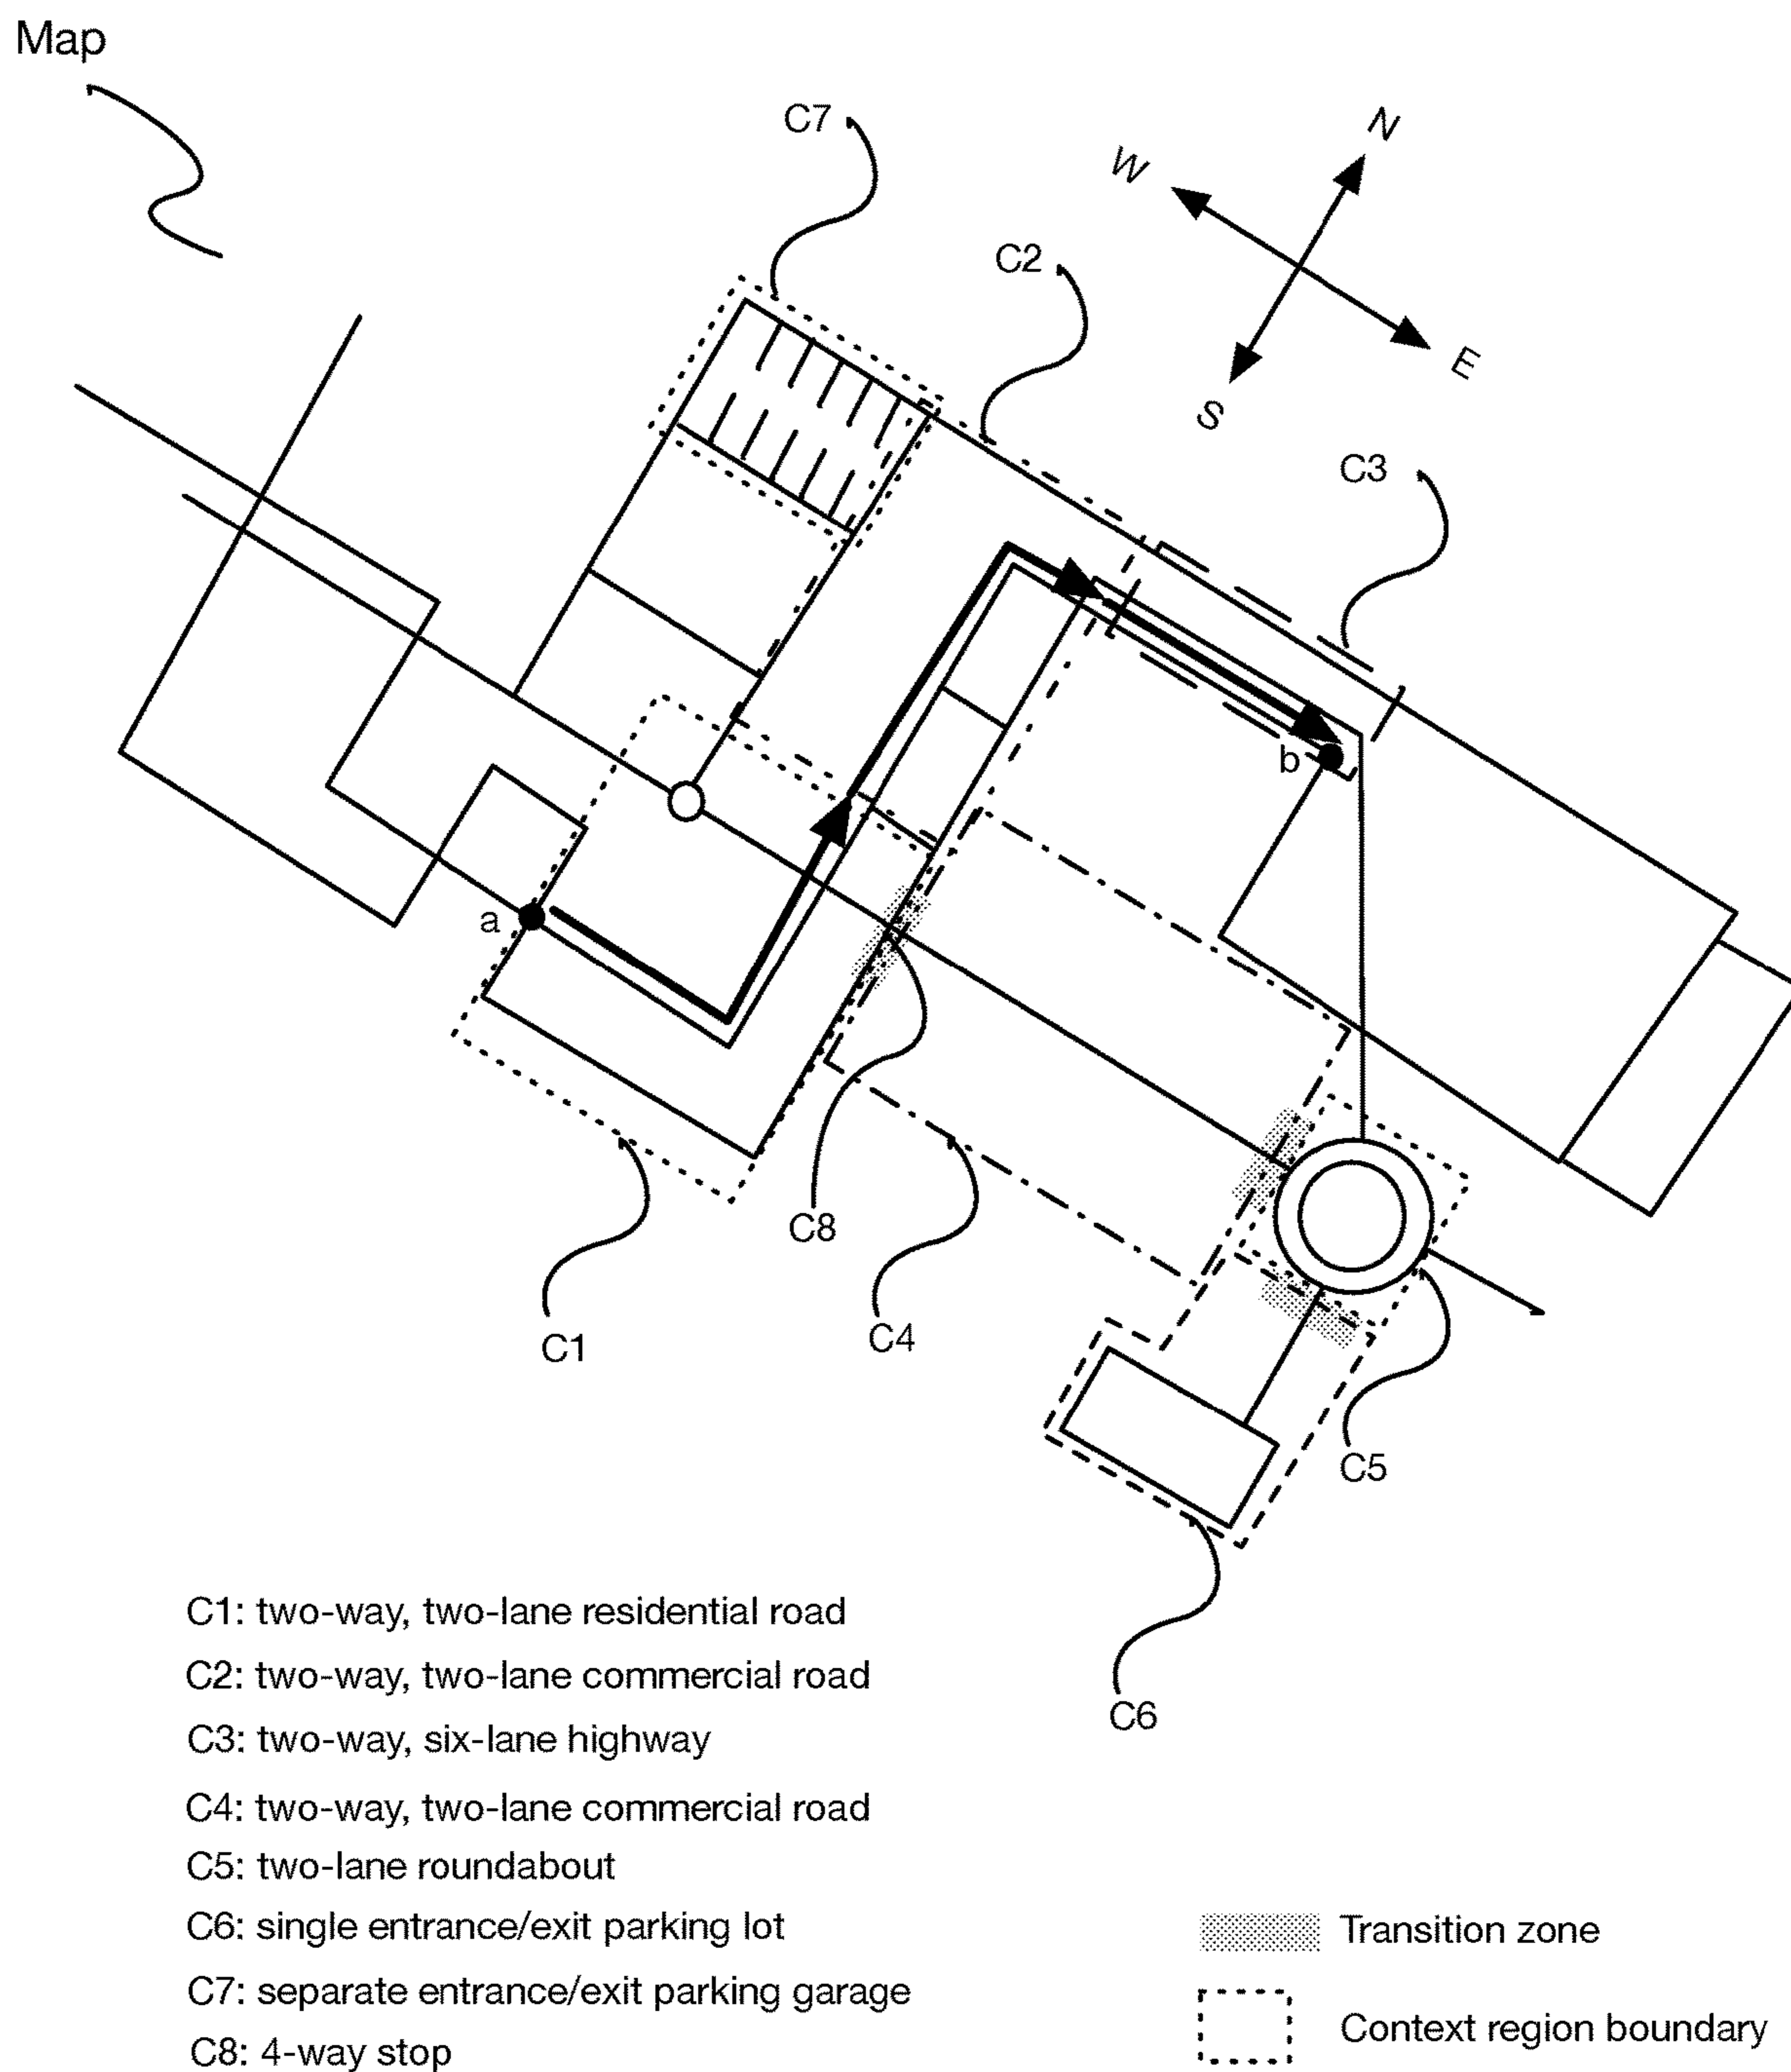 Map
C7
N
W
C2
E
S
C3
b
a
C8
C1
C4
C5
C6
C1: two-way, two-lane residential road
C2: two-way, two-lane commercial road
C3: two-way, six-lane highway
C4: two-way, two-lane commercial road
C5: two-lane roundabout
C6: single entrance/exit parking lot
C7: separate entrance/exit parking garage
C8: 4-way stop
Transition zone
Context region boundary